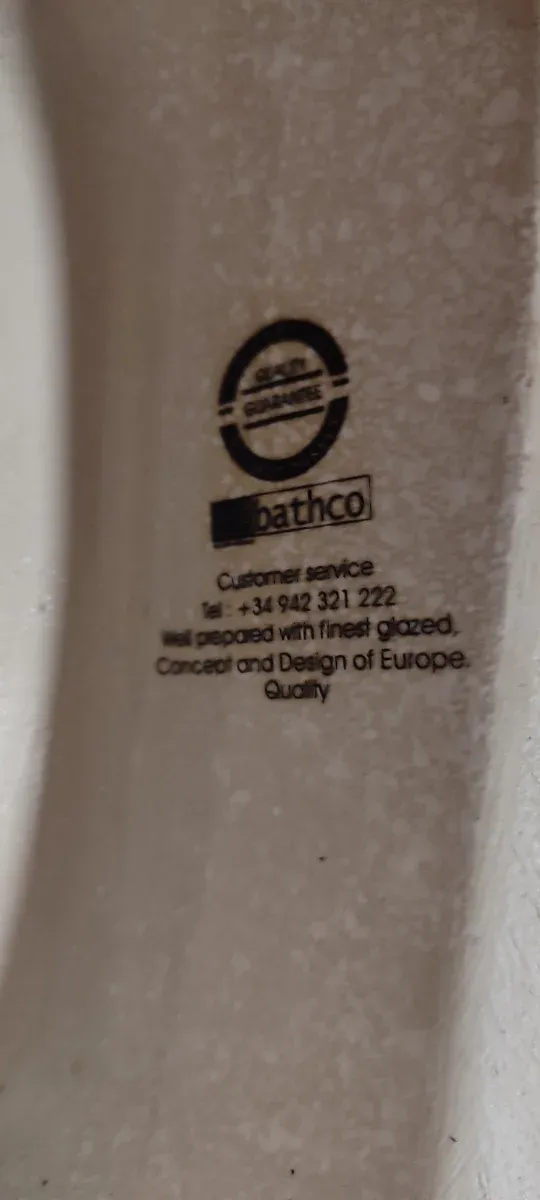 QUALITY
GUARANTEE
bathco
Customer service
Tel : +34 942 321 222
Well prepared with finest glazed,
Concept and Design of Europe.
Quality